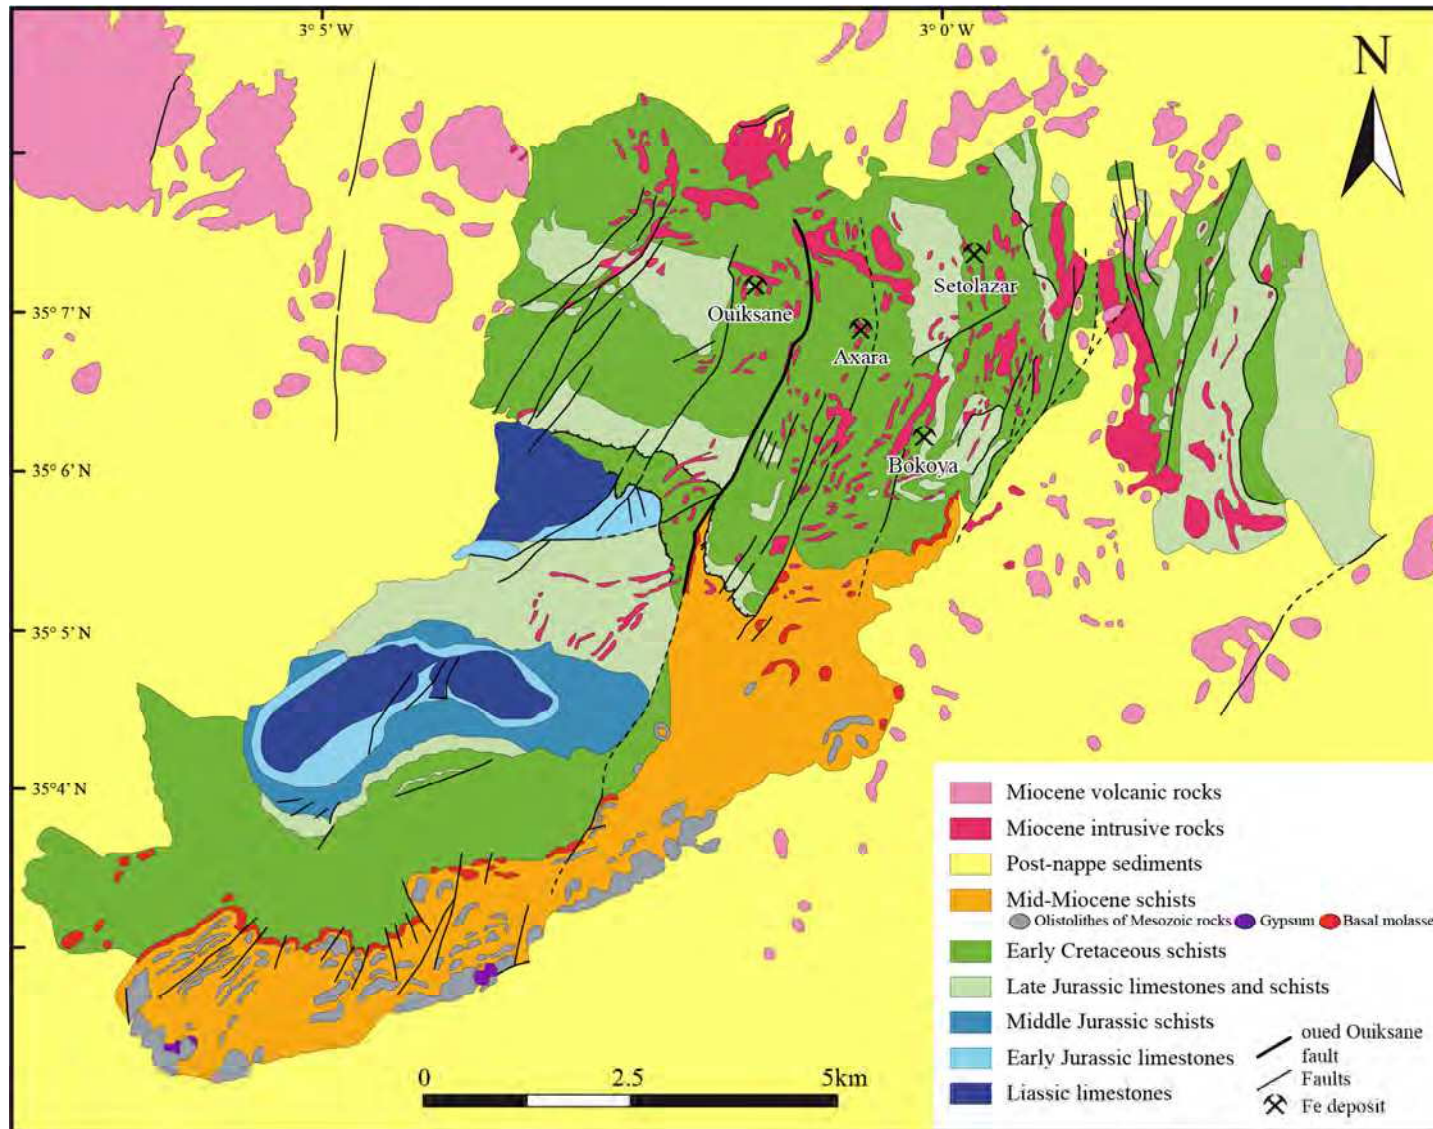 3° 5' W
3° 0' W
N
35° 7' N
Setolazar
Ouiksane
Axara
35° 6' N
Bokoya
35° 5' N
35° 4' N
Miocene volcanic rocks
Miocene intrusive rocks
Post-nappe sediments
Mid-Miocene schists
Olistolithes of Mesozoic rocks Gypsum Basal molasse
Early Cretaceous schists
Late Jurassic limestones and schists
Middle Jurassic schists
Early Jurassic limestones
Liassic limestones
oued Ouiksane
fault
Faults
Fe deposit
0 2.5 5km